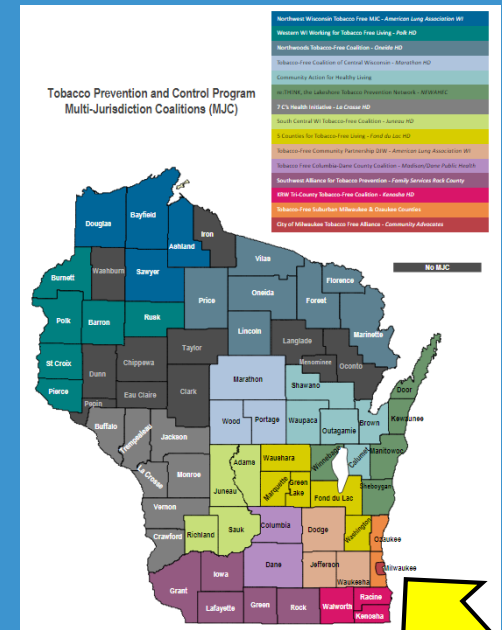 Northwest Wisconsin Tobacco Free MJC - American Lung Association WI
Western WI Working for Tobacco Free Living - Polk HD
Northwoods Tobacco-Free Coalition - Oneida HD
Tobacco-Free Coalition of Central Wisconsin - Marathon HD
Community Action for Healthy Living
re:THINK, the Lakeshore Tobacco Prevention Network - NEWAHEC
7 C's Health Initiative - La Crosse HD
South Central WI Tobacco-Free Coalition - Juneau HD
5 Counties for Tobacco-Free Living - Fond du Lac HD
Tobacco-Free Community Partnership DJW - American Lung Association WI
Tobacco Free Columbia-Dane County Coalition - Madison/Dane Public Health
Southwest Alliance for Tobacco Prevention - Family Services Rock County
KRW Tri-County Tobacco-Free Coalition - Kenosha HD
Tobacco-Free Suburban Milwaukee & Ozaukee Counties
City of Milwaukee Tobacco Free Alliance - Community Advocates
Tobacco Prevention and Control Program
Multi-Jurisdiction Coalitions (MJC)
No MJC
Douglas
Bayfield
Ashland
Iron
Vilas
Burnett
Washburn
Sawyer
Price
Oneida
Florence
Forest
Polk
Barron
Rusk
Lincoln
Marinette
Taylor
Langlade
St Croix
Dunn
Chippewa
Menominee
Oconto
Pierce
Eau Claire
Clark
Marathon
Shawano
Door
Pepin
Buffalo
Trempealeau
Jackson
Wood
Portage
Waupaca
Outagamie
Brown
Kewaunee
La Crosse
Monroe
Adams
Waushara
Winnebago
Calumet
Manitowoc
Juneau
Marquette
Green
Lake
Fond du Lac
Sheboygan
Vernon
Crawford
Richland
Sauk
Columbia
Dodge
Washington
Ozaukee
Iowa
Dane
Jefferson
Waukesha
Milwaukee
Grant
Lafayette
Green
Rock
Walworth
Racine
Kenosha